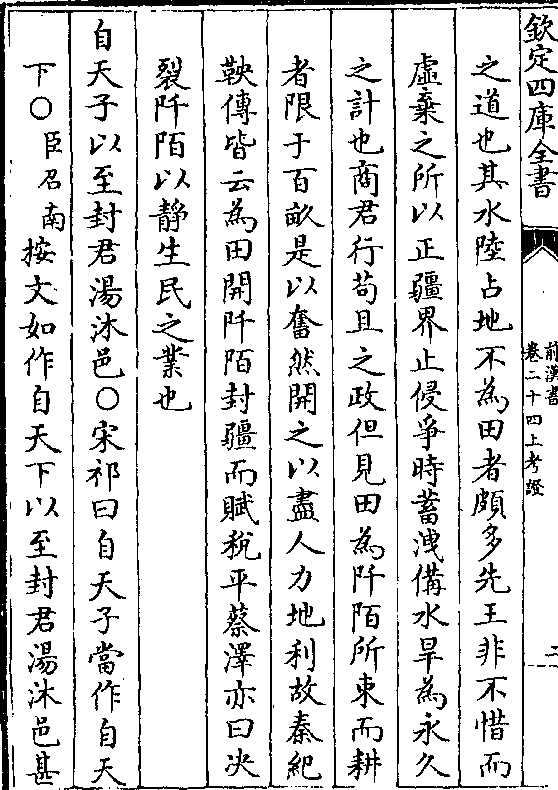 欽定四庫全書
前漢書
卷二十四上考證
二
之道也其水陸占地不為田者頗多先王非不惜而
虛棄之所以正疆界止侵爭時蓄洩備水旱為永久
之計也商君行苟且之政但見田為阡陌所束而耕
者限于百畝是以奮然開之以盡人力地利故秦紀
鞅傳皆云為田開阡陌封疆而賦稅平蔡澤亦曰决
裂阡陌以靜生民之業也
自天子以至封君湯沐邑○宋祁曰自天子當作自天
下○臣召南按文如作自天下以至封君湯沐邑甚